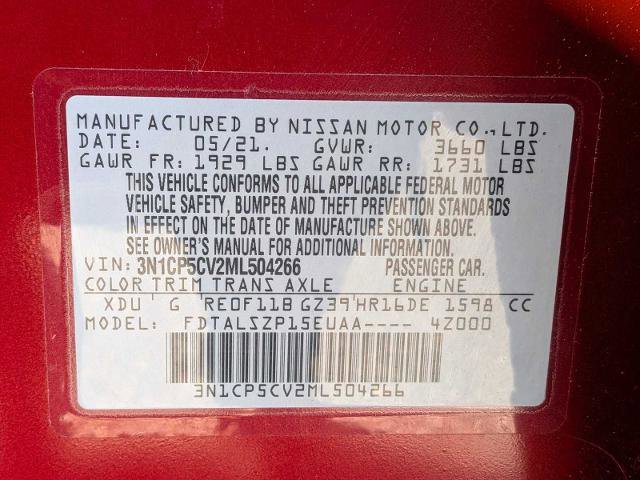 MANUFACTURED BY NISSAN MOTOR CO.,LTD.
DATE: 05/21. GVWR: 3660 LBS
GAWR FR: 1929 LBS GAWR RR: 1731 LBS
THIS VEHICLE CONFORMS TO ALL APPLICABLE FEDERAL MOTOR
VEHICLE SAFETY, BUMPER AND THEFT PREVENTION STANDARDS
IN EFFECT ON THE DATE OF MANUFACTURE SHOWN ABOVE.
SEE OWNER'S MANUAL FOR ADDITIONAL INFORMATION.
VIN: 3N1CP5CV2ML504266 PASSENGER CAR.
COLOR TRIM TRANS AXLE ENGINE
XDU G RE0F11B GZ39 HR16DE 1598 CC
MODEL: FDTALSZP15EUAA---- 4Z000
3N1CP5CV2ML504266